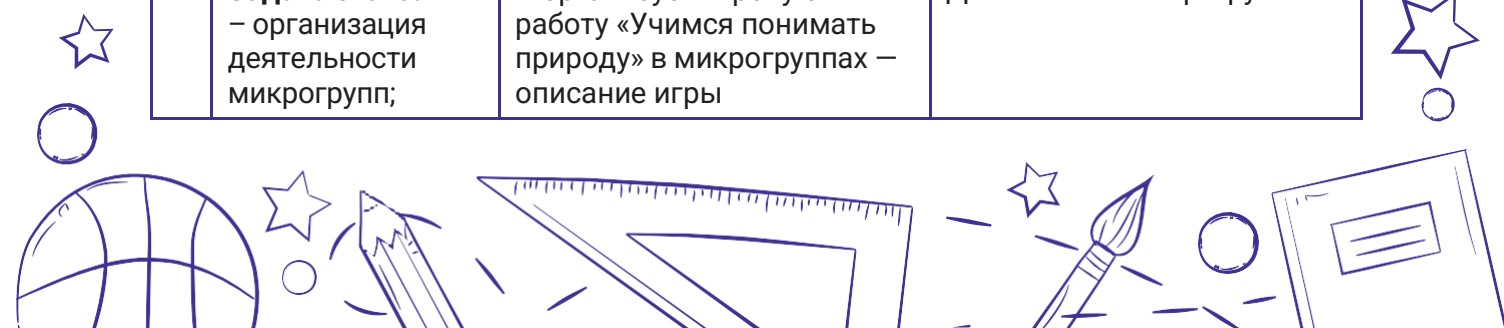 – организация
деятельности
микрогрупп;
работу «Учимся понимать
природу» в микрогруппах —
описание игры